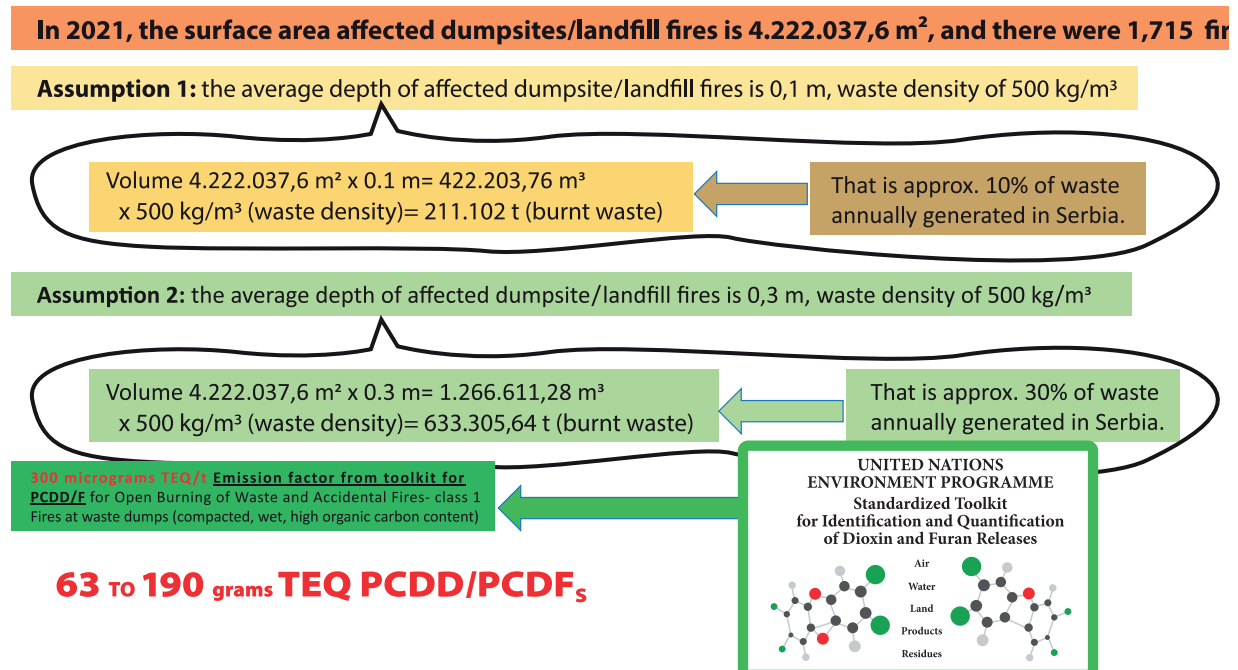 In 2021, the surface area affected dumpsites/landfill fires is 4.222.037,6 m², and there were 1,715
Assumption 1: the average depth of affected dumpsite/landfill fires is 0,1 m, waste density of 500 kg/m³
Volume 4.222.037,6 m² x 0.1 m= 422.203,76 m³
x 500 kg/m³ (waste density)= 211.102 t (burnt waste)
That is approx. 10% of waste
annually generated in Serbia.
Assumption 2: the average depth of affected dumpsite/landfill fires is 0,3 m, waste density of 500 kg/m³
Volume 4.222.037,6 m² x 0.3 m= 1.266.611,28 m³
x 500 kg/m³ (waste density)= 633.305,64 t (burnt waste)
That is approx. 30% of waste
annually generated in Serbia.
300 micrograms TEQ/t Emission factor from toolkit for
PCDD/F for Open Burning of Waste and Accidental Fires- class 1
Fires at waste dumps (compacted, wet, high organic carbon content)
63 TO 190 grams TEQ PCDD/PCDFS
UNITED NATIONS
ENVIRONMENT PROGRAMME
Standardized Toolkit
for Identification and Quantification
of Dioxin and Furan Releases
Air
Water
Land
Products
Residues